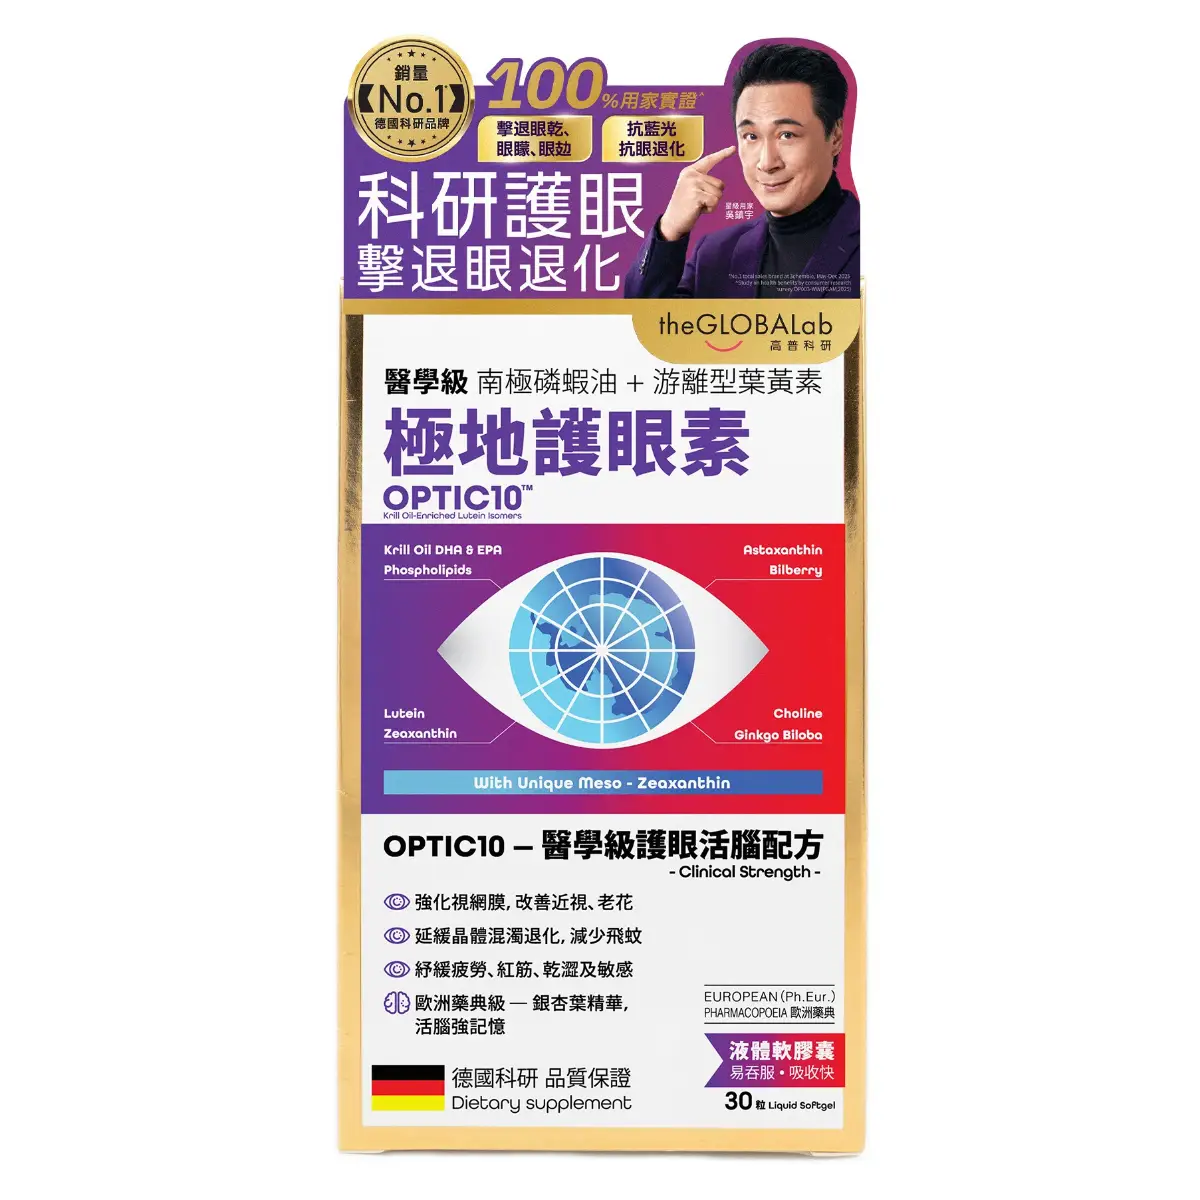 銷量
No.1*
德國科研品牌
100%用家實證^
擊退眼乾、
眼矇、眼攰
抗藍光
抗眼退化
科研護眼
擊退眼退化
星級用家
吳鎮宇
theGLOBALab
高普科研
醫學級 南極磷蝦油 + 游離型葉黃素
極地護眼素
OPTIC10™
Krill Oil-Enriched Lutein Isomers
Krill Oil DHA & EPA
Phospholipids
Astaxanthin
Bilberry
Lutein
Zeaxanthin
Choline
Ginkgo Biloba
With Unique Meso - Zeaxanthin
OPTIC10 – 醫學級護眼活腦配方
- Clinical Strength -
強化視網膜, 改善近視、老花
延緩晶體混濁退化, 減少飛蚊
紓緩疲勞、紅筋、乾澀及敏感
歐洲藥典級 — 銀杏葉精華,
活腦強記憶
EUROPEAN (Ph.Eur.)
PHARMACOPOEIA 歐洲藥典
液體軟膠囊
易吞服・吸收快
30粒 Liquid Softgel
德國科研 品質保證
Dietary supplement